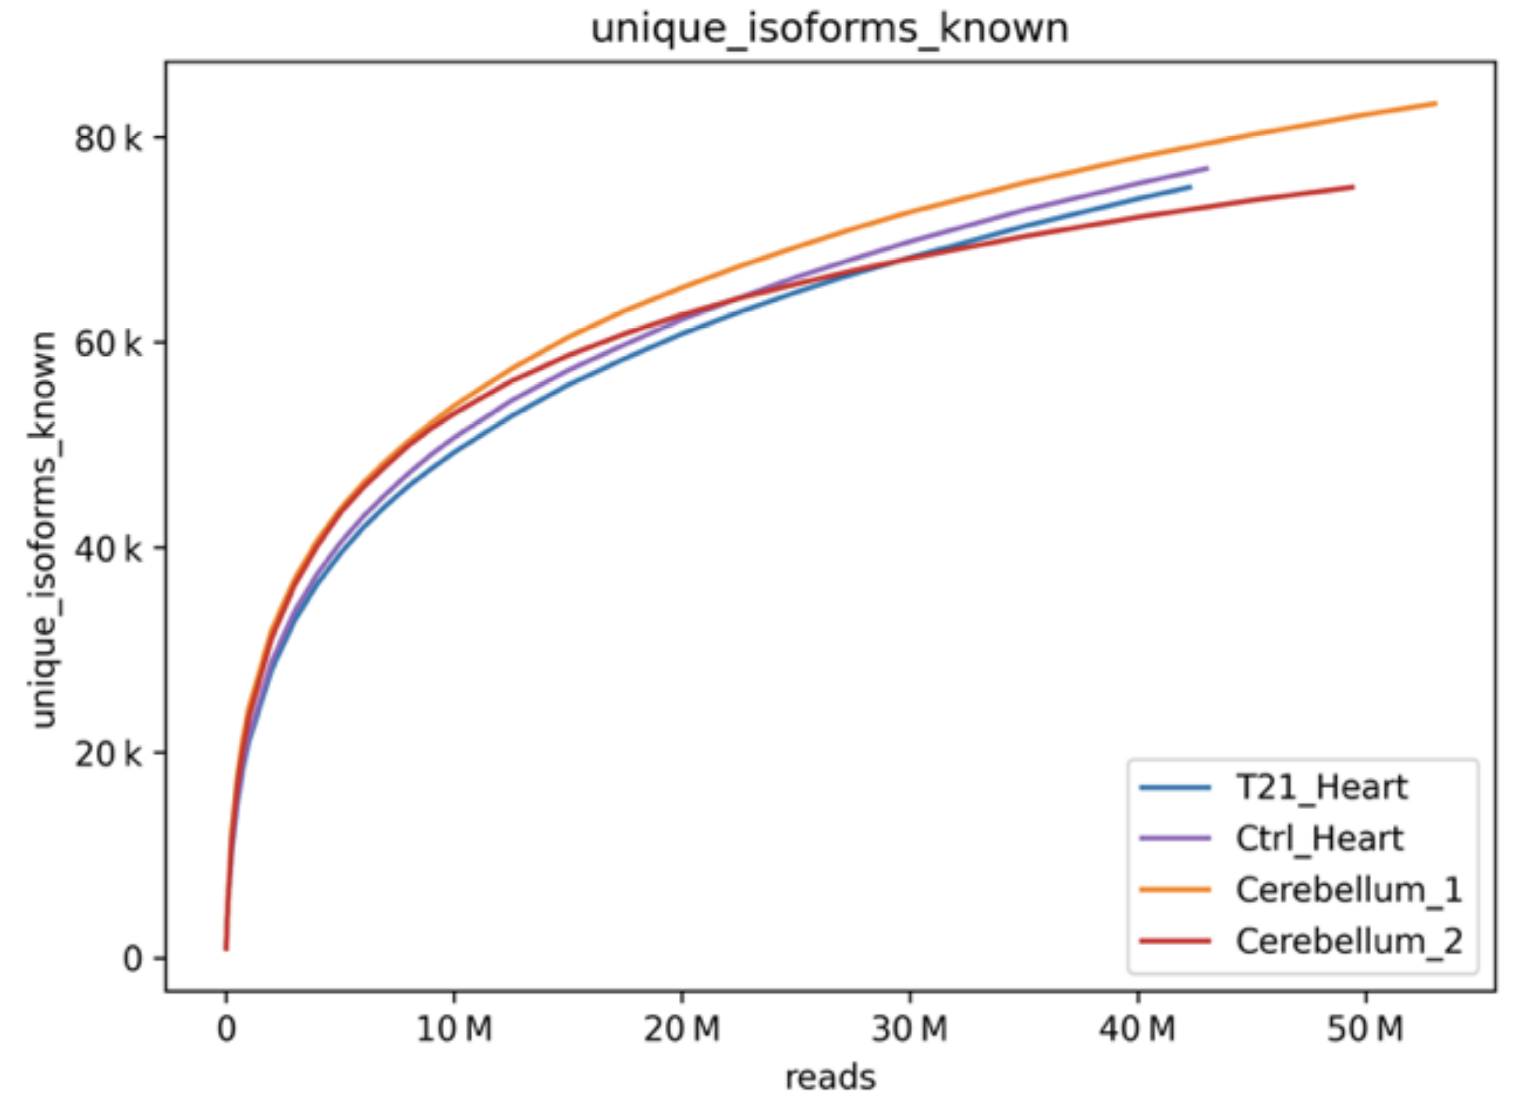 unique_isoforms_known
unique_isoforms_known
80 k
60 k
40 k
20 k
0
0
10 M
20 M
30 M
40 M
50 M
reads
T21_Heart
Ctrl_Heart
Cerebellum_1
Cerebellum_2